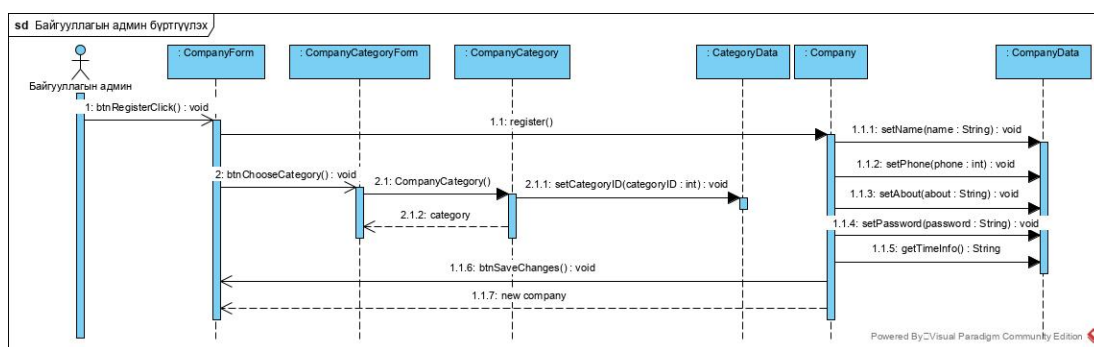 sd Байгууллагын админ бүртгүүлэх
: CompanyForm
: CompanyCategoryForm
: CompanyCategory
: CategoryData
: Company
: CompanyData
Байгууллагын админ
1: btnRegisterClick() : void
1.1: register()
1.1.1: setName(name : String) : void
1.1.2: setPhone(phone : int) : void
2: btnChooseCategory() : void
2.1: CompanyCategory()
2.1.1: setCategoryID(categoryID : int) : void
1.1.3: setAbout(about : String) : void
2.1.2: category
1.1.4: setPassword(password : String) : void
1.1.5: getTimeInfo() : String
1.1.6: btnSaveChanges() : void
1.1.7: new company
Powered By Visual Paradigm Community Edition